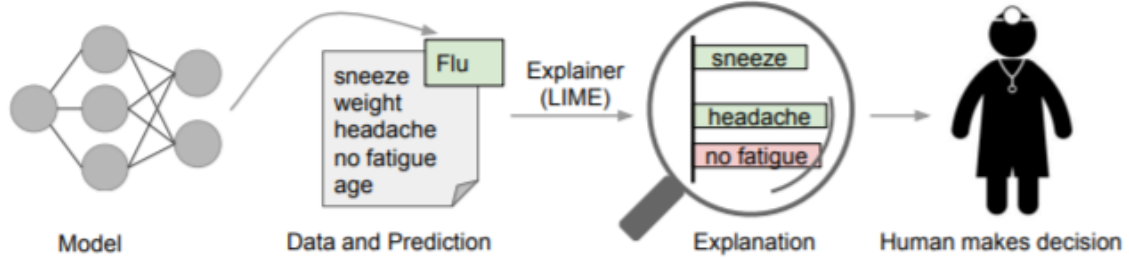 Flu
sneeze
weight
headache
no fatigue
age
Explainer
(LIME)
sneeze
headache
no fatigue
Model
Data and Prediction
Explanation
Human makes decision